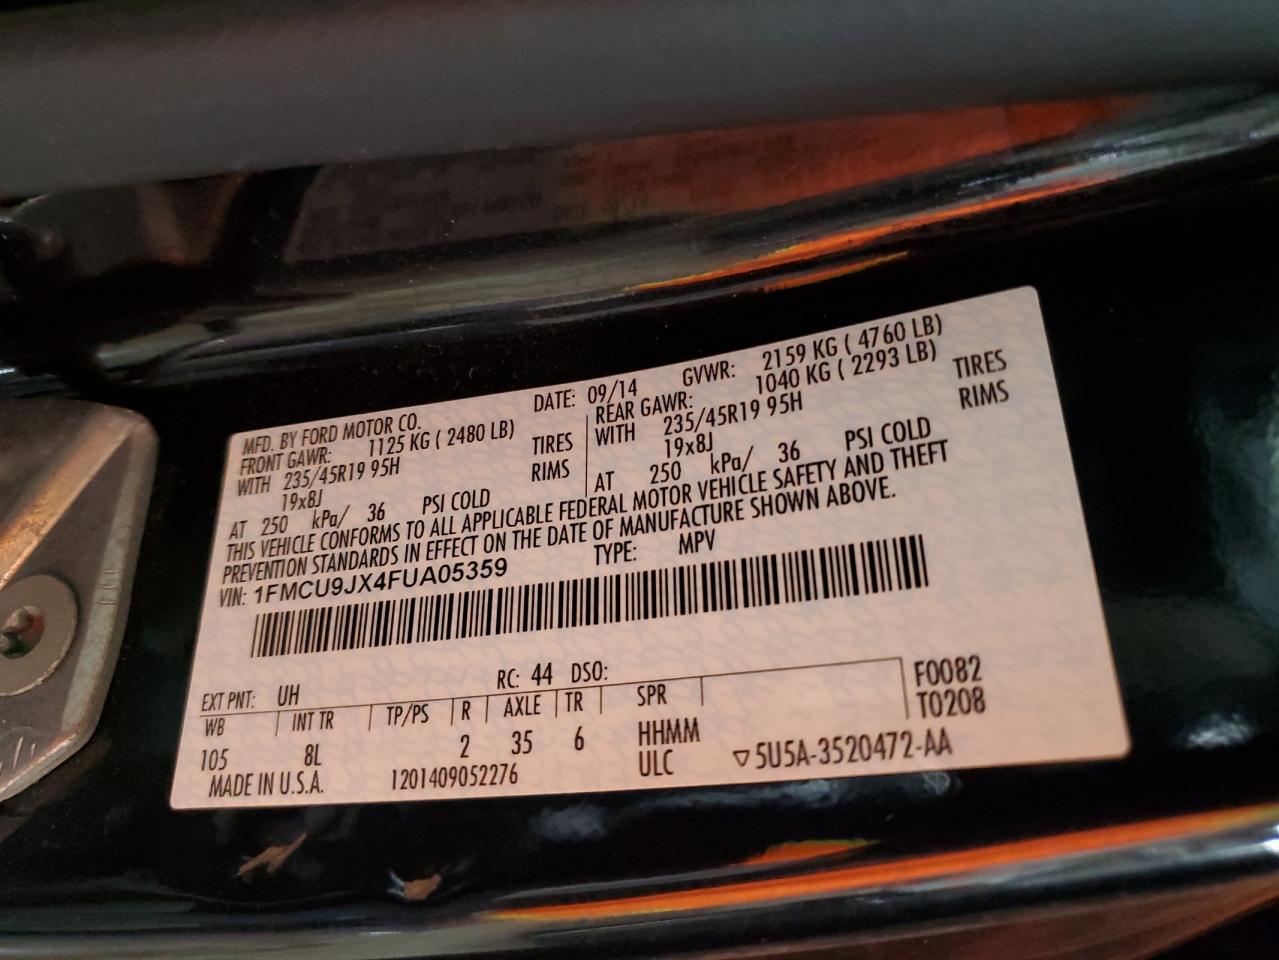 MFD. BY FORD MOTOR CO. DATE: 09/14 GVWR: 2159 KG ( 4760 LB)
FRONT GAWR: 1125 KG ( 2480 LB) REAR GAWR: 1040 KG ( 2293 LB)
WITH 235/45R19 95H TIRES WITH 235/45R19 95H TIRES
19x8J RIMS 19x8J RIMS
AT 250 kPa/ 36 PSI COLD AT 250 kPa/ 36 PSI COLD
THIS VEHICLE CONFORMS TO ALL APPLICABLE FEDERAL MOTOR VEHICLE SAFETY AND THEFT
PREVENTION STANDARDS IN EFFECT ON THE DATE OF MANUFACTURE SHOWN ABOVE.
VIN: 1FMCU9JX4FUA05359 TYPE: MPV
EXT PNT: UH RC: 44 DSO: F0082
WB INT TR TP/PS R AXLE TR SPR T0208
105 8L 2 35 6 HHMM
MADE IN U.S.A. 1201409052276 ULC ▽5U5A-3520472-AA